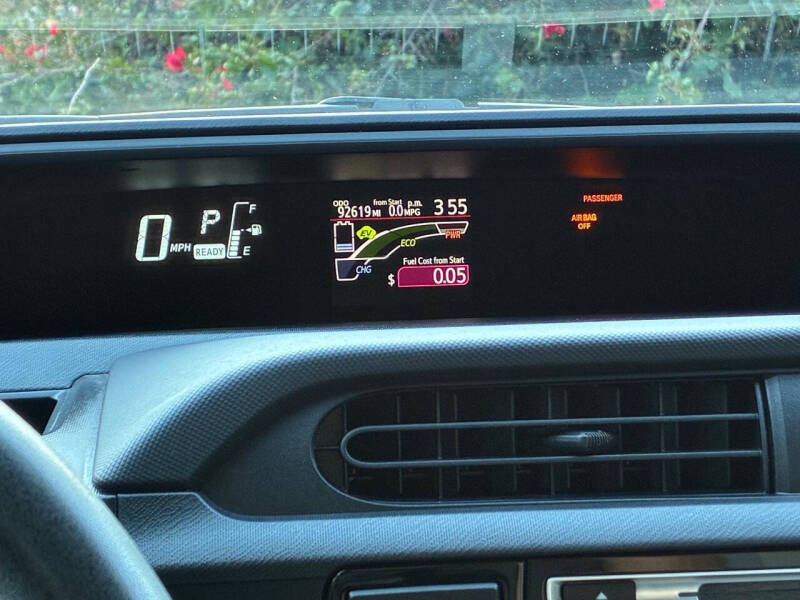 0 MPH
P
READY
F
E
ODO from Start p.m. 3 55
92619 MI 0.0 MPG
EV
ECO
PWR
CHG
Fuel Cost from Start
$ 0.05
PASSENGER
AIR BAG
OFF